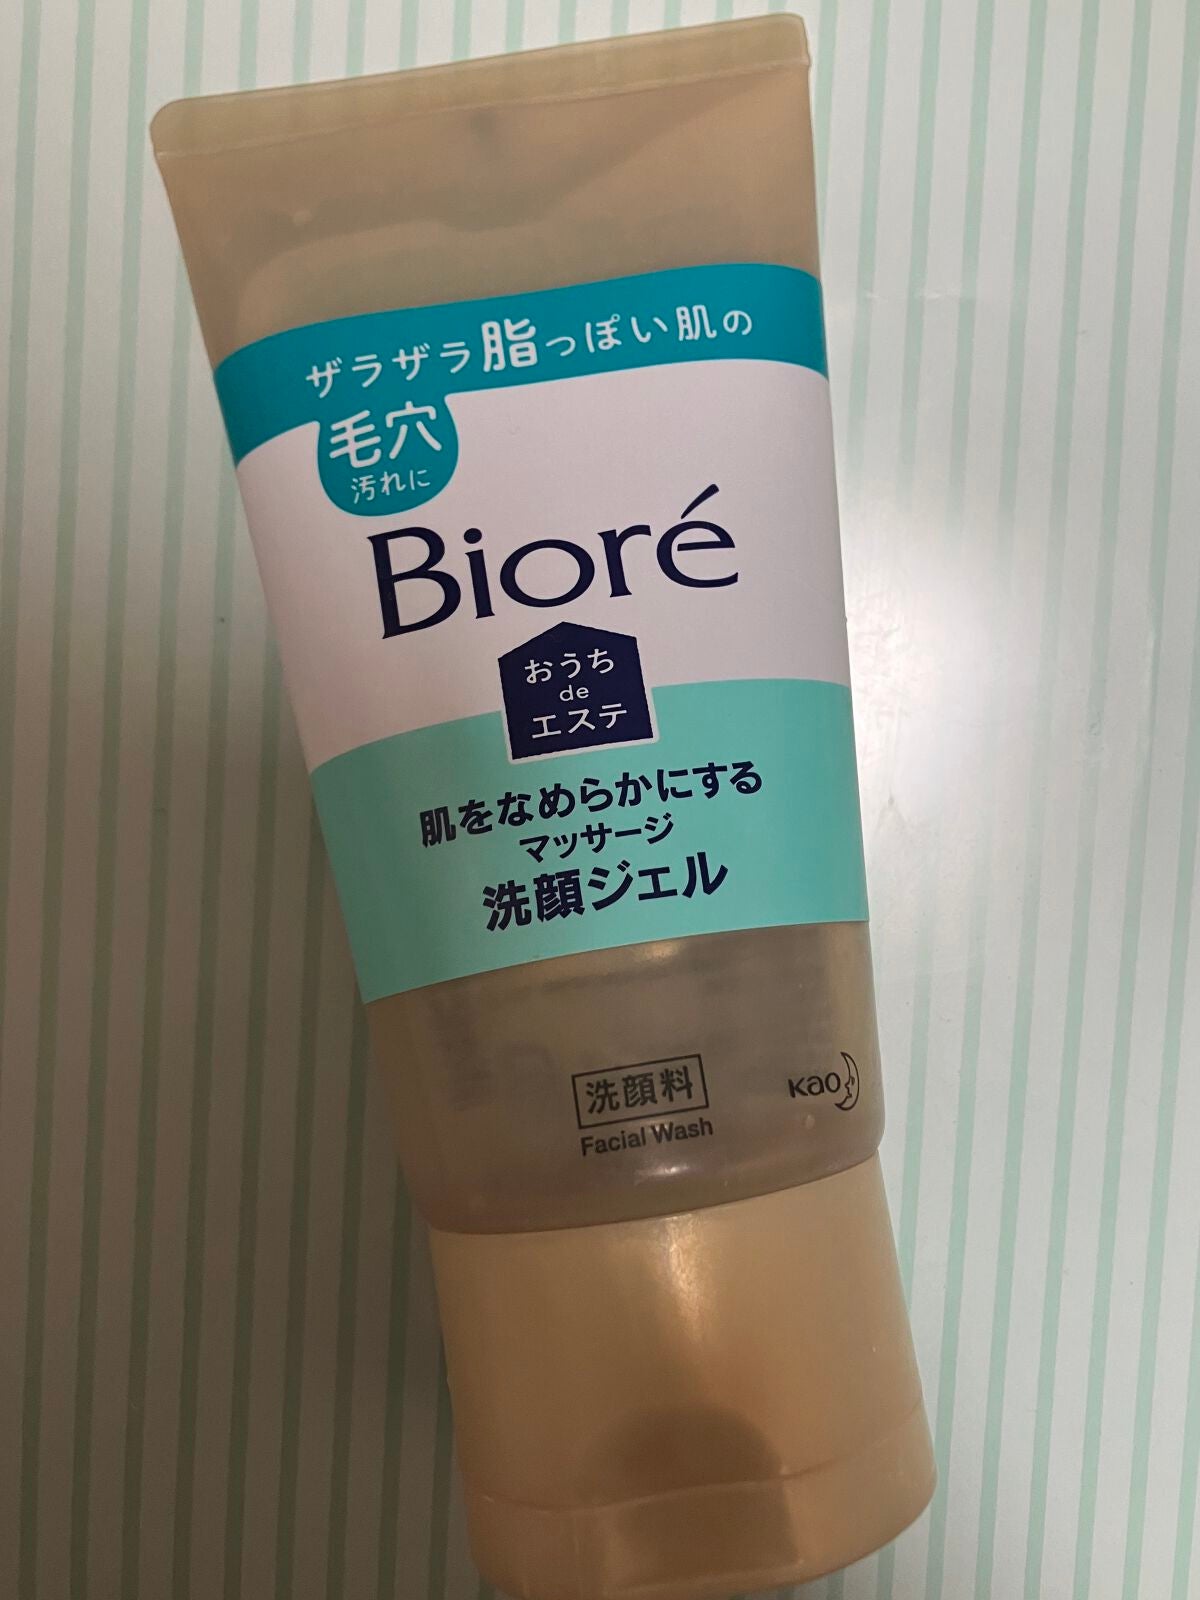 ザラザラ脂っぽい肌の
毛穴
汚れに
Bioré
おうち
de
エステ
肌をなめらかにする
マッサージ
洗顔ジェル
洗顔料
Facial Wash
Kao